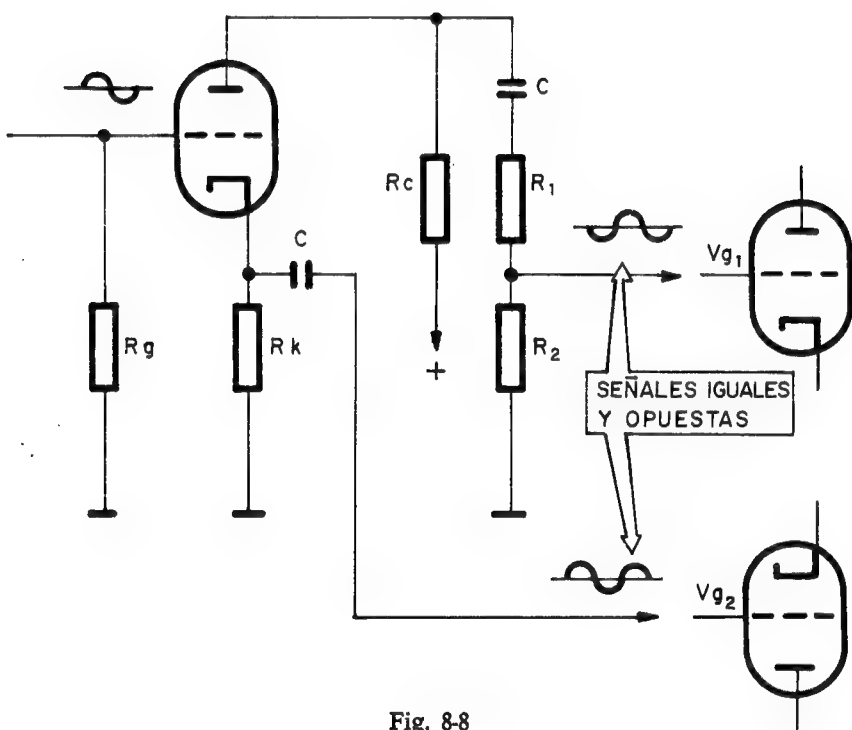 C
Rc
R₁
Vg₁
C
Rg
Rk
R₂
+
SEÑALES IGUALES
Y OPUESTAS
Vg₂
Fig. 8-8